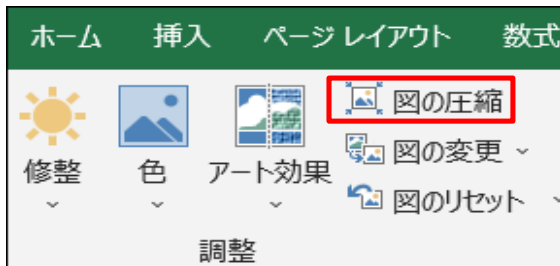 ホーム 挿入 ページ レイアウト 数式
図の圧縮
図の変更
図のリセット
修整 色 アート効果
調整